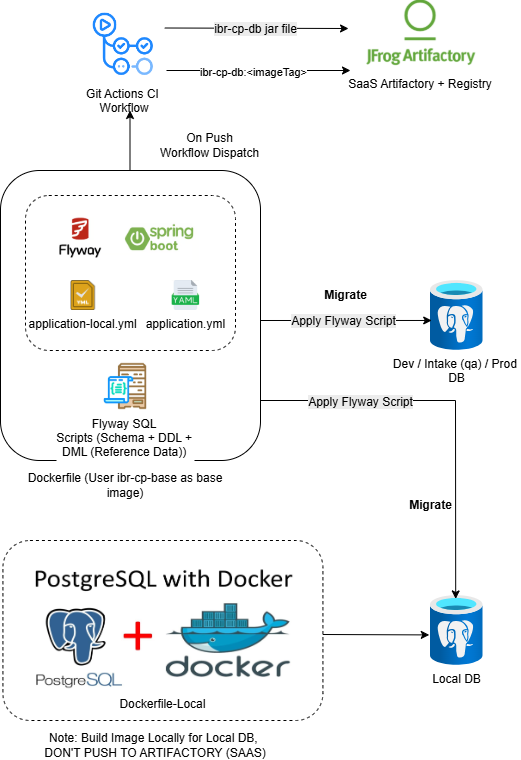 ibr-cp-db jar file
JFrog Artifactory
ibr-cp-db:<imageTag>
SaaS Artifactory + Registry
Git Actions CI
Workflow
On Push
Workflow Dispatch
Flyway
spring
boot
YML
YAML
application-local.yml
application.yml
Migrate
Apply Flyway Script
Dev / Intake (qa) / Prod
DB
Flyway SQL
Scripts (Schema + DDL +
DML (Reference Data))
Apply Flyway Script
Dockerfile (User ibr-cp-base as base
image)
Migrate
PostgreSQL with Docker
PostgreSQL
docker
Dockerfile-Local
Local DB
Note: Build Image Locally for Local DB,
DON'T PUSH TO ARTIFACTORY (SAAS)